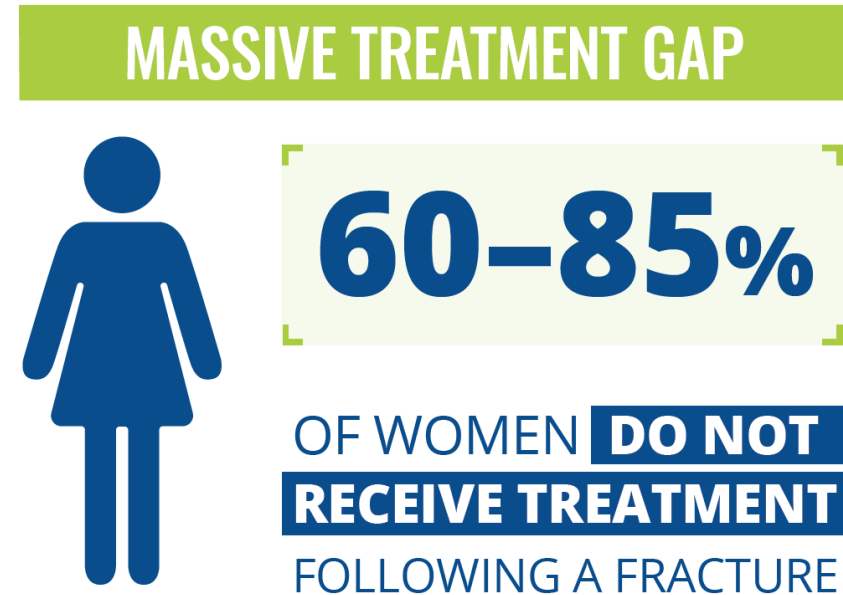 MASSIVE TREATMENT GAP
60–85%
OF WOMEN DO NOT
RECEIVE TREATMENT
FOLLOWING A FRACTURE